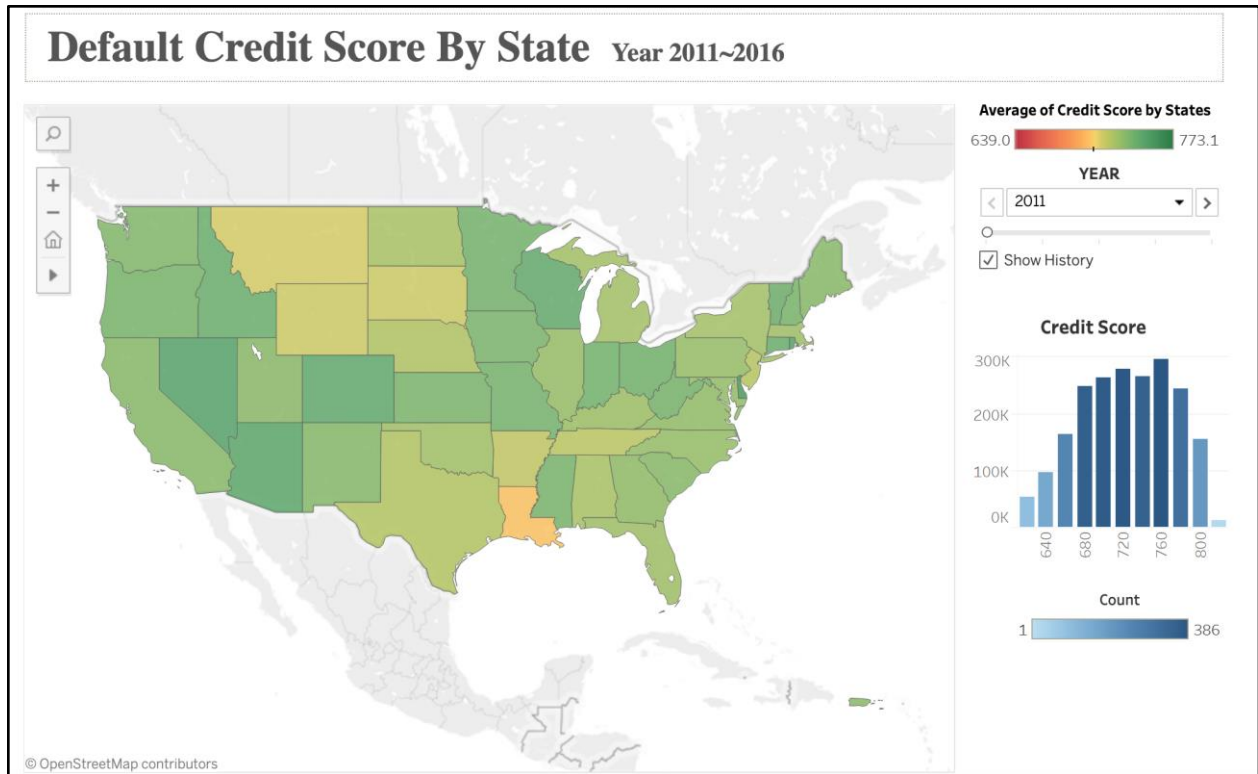 Default Credit Score By State Year 2011~2016
Average of Credit Score by States
639.0 773.1
YEAR
2011
Show History
Credit Score
300K
200K
100K
0K
640 680 720 760 800
Count
1 386
© OpenStreetMap contributors